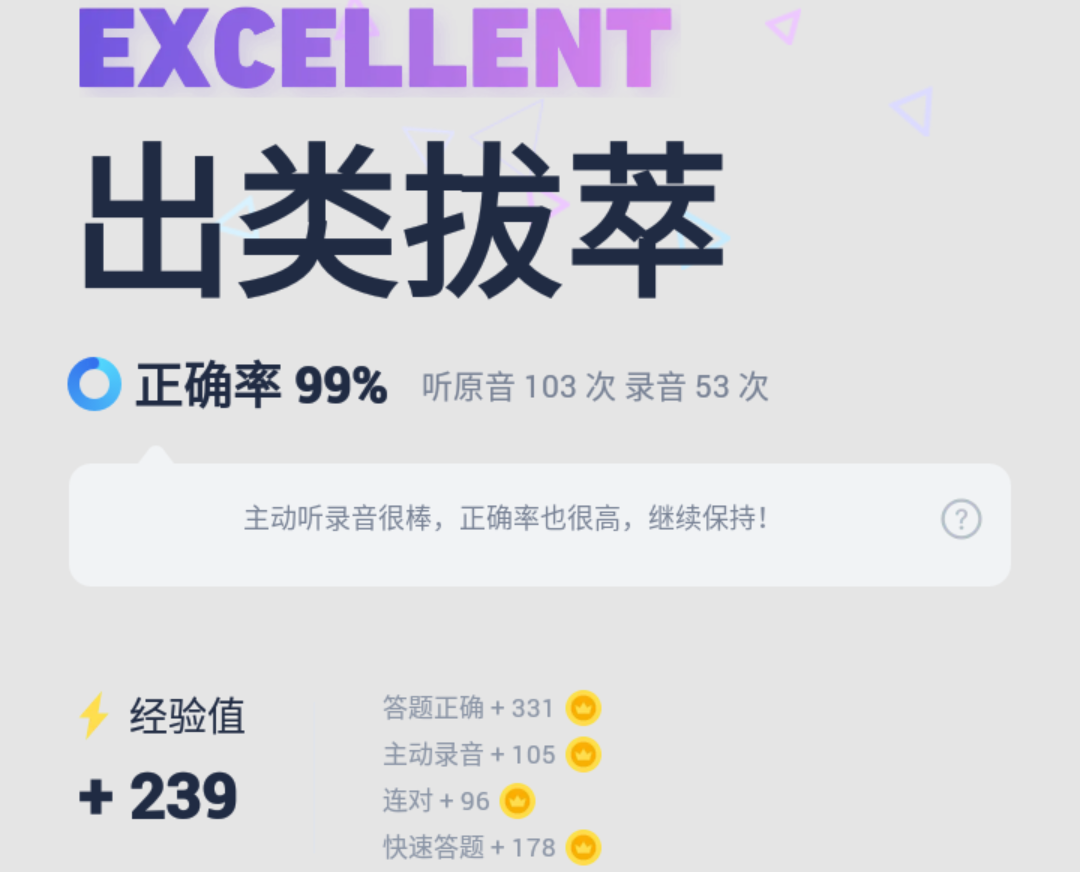 EXCELLENT
出类拔萃
正确率 99% 听原音 103 次 录音 53 次
主动听录音很棒，正确率也很高，继续保持！
?
经验值
+ 239
答题正确 + 331
主动录音 + 105
连对 + 96
快速答题 + 178